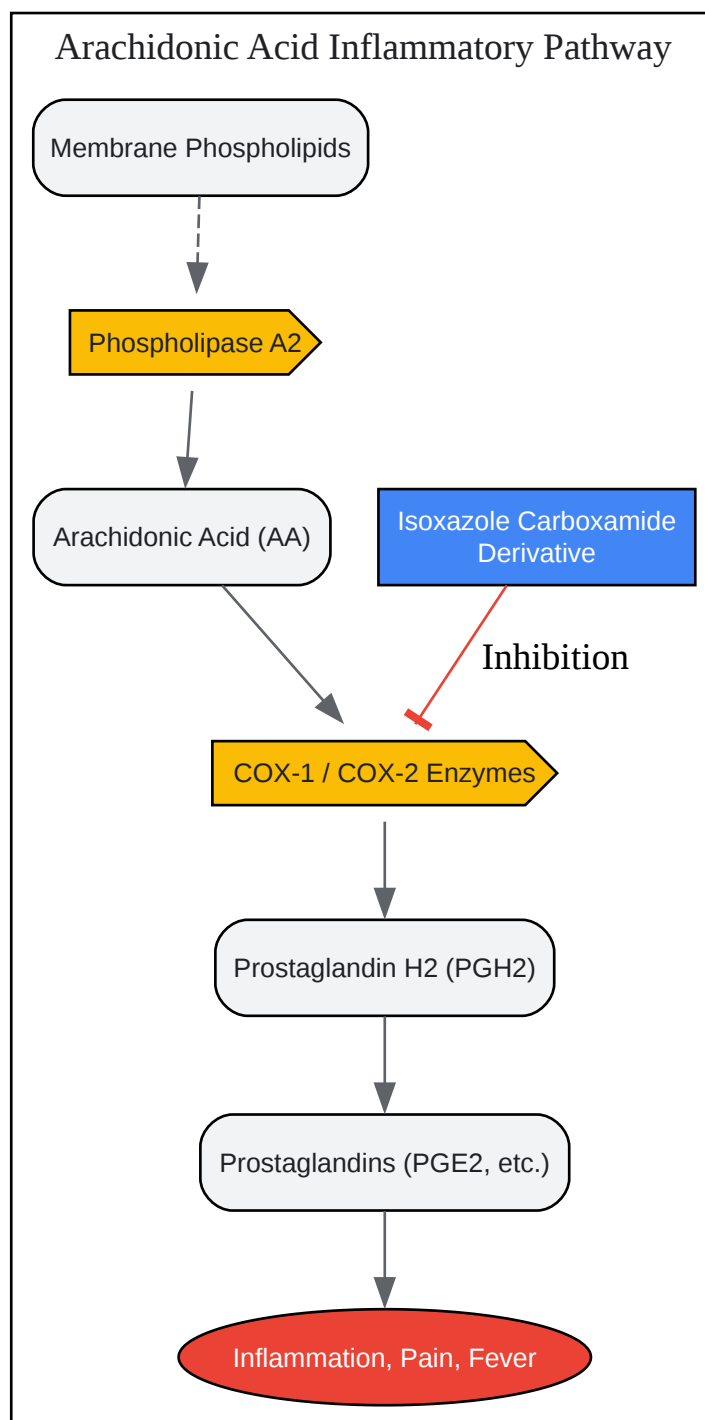 Arachidonic Acid Inflammatory Pathway
Membrane Phospholipids
Phospholipase A2
Arachidonic Acid (AA)
Isoxazole Carboxamide
Derivative
Inhibition
COX-1 / COX-2 Enzymes
Prostaglandin H2 (PGH2)
Prostaglandins (PGE2, etc.)
Inflammation, Pain, Fever